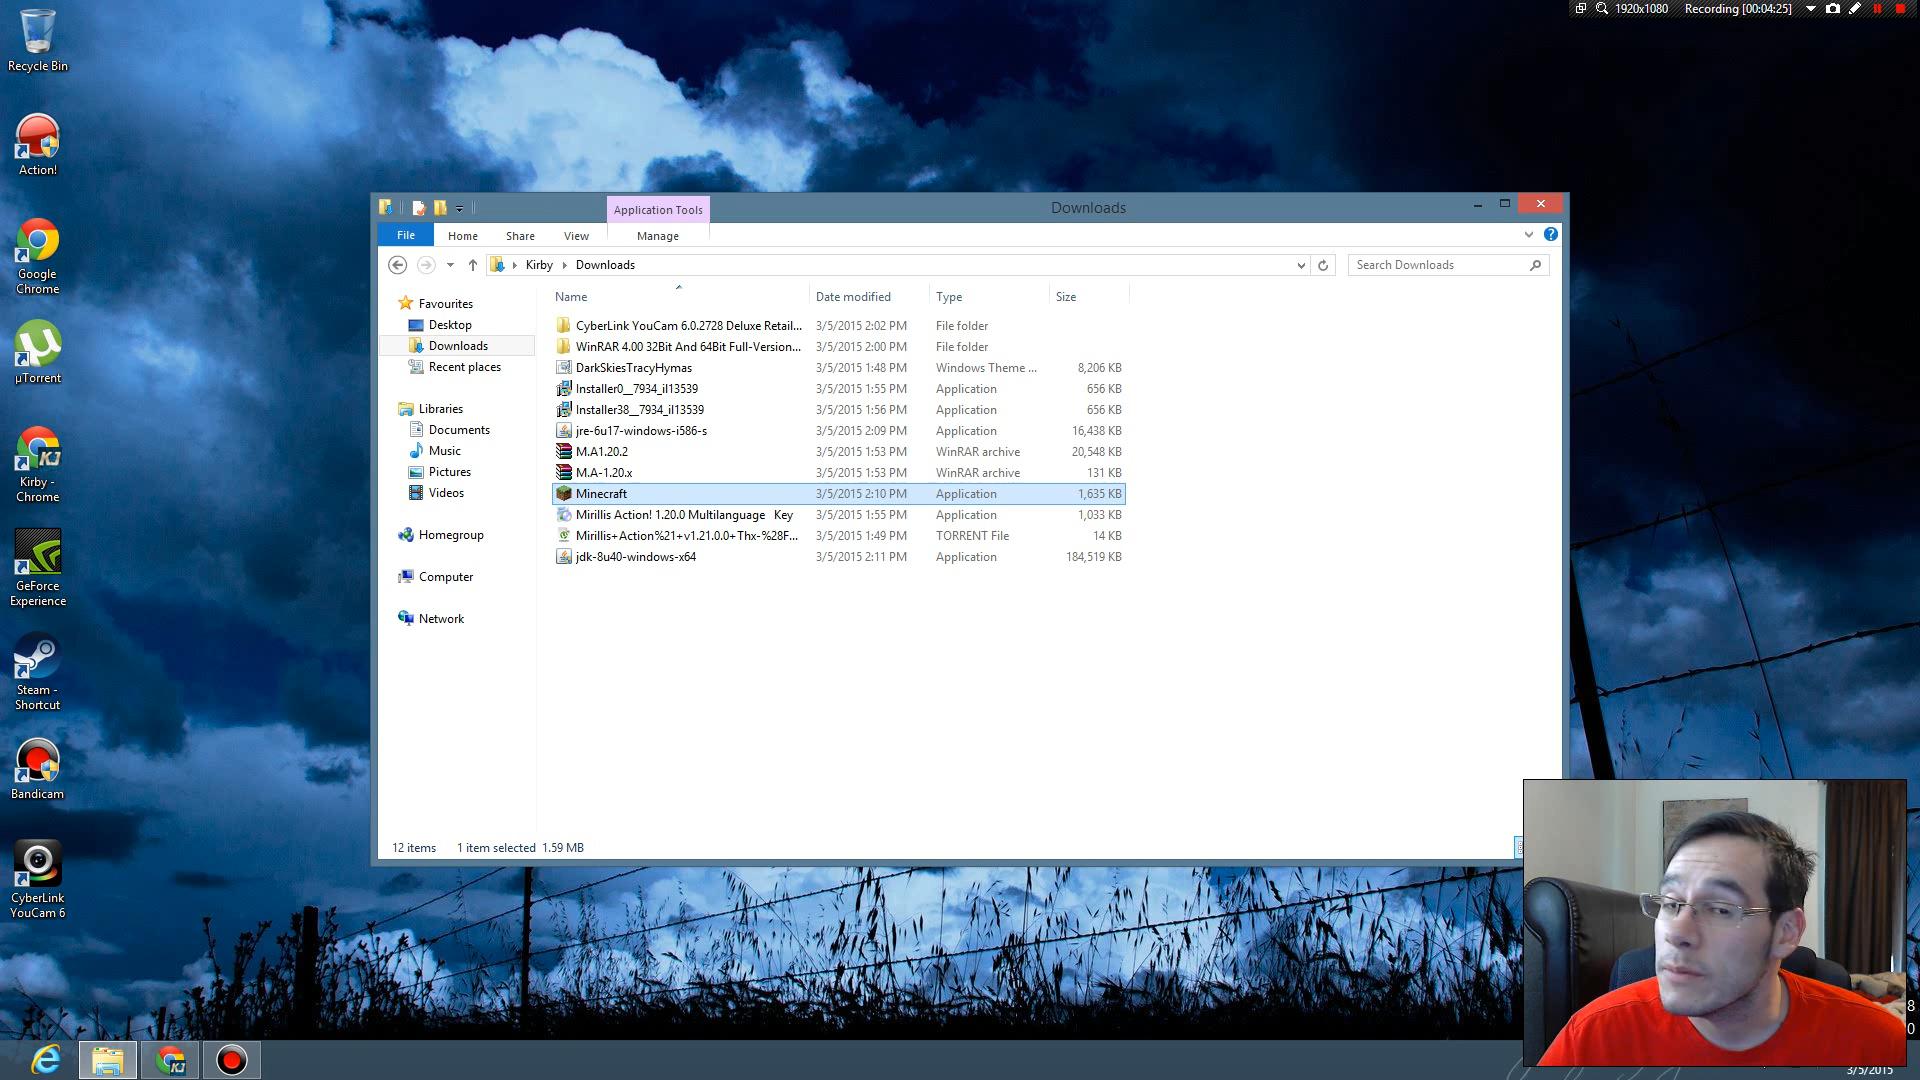 1920x1080 Recording [00:04:25]
Recycle Bin
Action!
Google
Chrome
µTorrent
Kirby -
Chrome
GeForce
Experience
Steam -
Shortcut
Bandicam
CyberLink
YouCam 6
Application Tools
Downloads
File Home Share View Manage
Kirby Downloads
Search Downloads
Favourites
Desktop
Downloads
Recent places
Libraries
Documents
Music
Pictures
Videos
Homegroup
Computer
Network
Name Date modified Type Size
CyberLink YouCam 6.0.2728 Deluxe Retail... 3/5/2015 2:02 PM File folder
WinRAR 4.00 32Bit And 64Bit Full-Version... 3/5/2015 2:00 PM File folder
DarkSkiesTracyHymas 3/5/2015 1:48 PM Windows Theme ... 8,206 KB
Installer0__7934_il13539 3/5/2015 1:55 PM Application 656 KB
Installer38__7934_il13539 3/5/2015 1:56 PM Application 656 KB
jre-6u17-windows-i586-s 3/5/2015 2:09 PM Application 16,438 KB
M.A1.20.2 3/5/2015 1:53 PM WinRAR archive 20,548 KB
M.A-1.20.x 3/5/2015 1:53 PM WinRAR archive 131 KB
Minecraft 3/5/2015 2:10 PM Application 1,635 KB
Mirillis Action! 1.20.0 Multilanguage Key 3/5/2015 1:55 PM Application 1,033 KB
Mirillis+Action%21+v1.21.0.0+Thx-%28F... 3/5/2015 1:49 PM TORRENT File 14 KB
jdk-8u40-windows-x64 3/5/2015 2:11 PM Application 184,519 KB
12 items 1 item selected 1.59 MB
KJ
8
0
3/5/2015